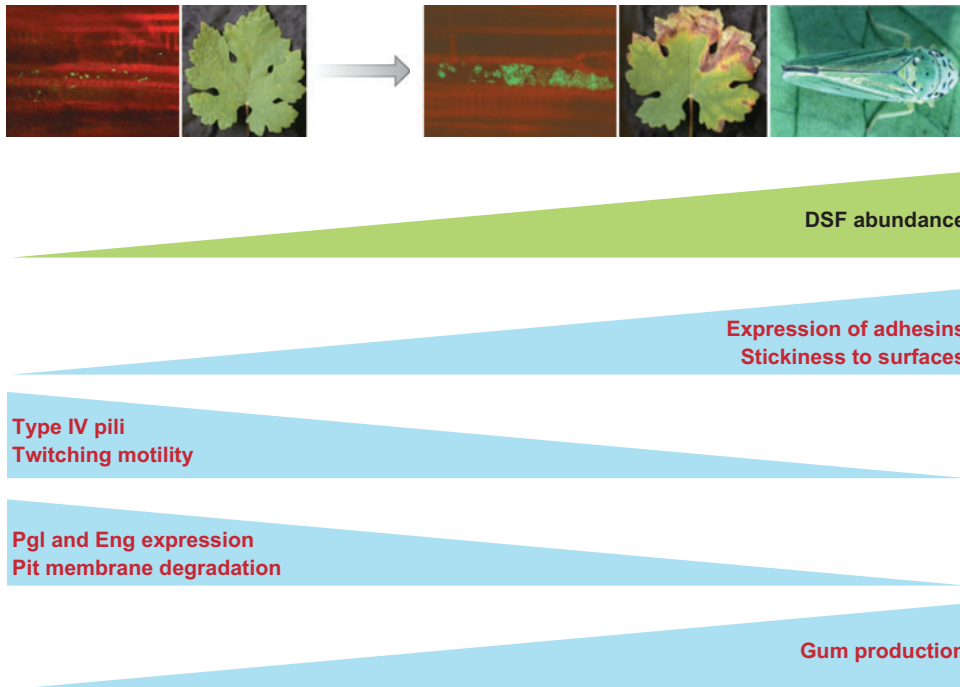 DSF abundance
Expression of adhesins
Stickiness to surfaces
Type IV pili
Twitching motility
Pgl and Eng expression
Pit membrane degradation
Gum production